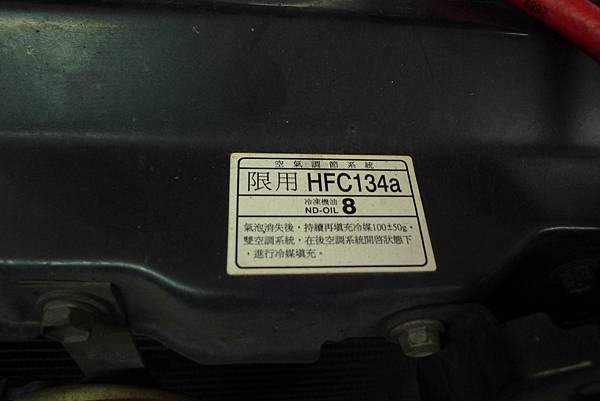 空氣調節系統
限用 HFC134a
冷凍機油
ND-OIL 8
氣泡消失後，持續再填充冷媒100±50g。
雙空調系統，在後空調系統開啓狀態下
，進行冷媒填充。